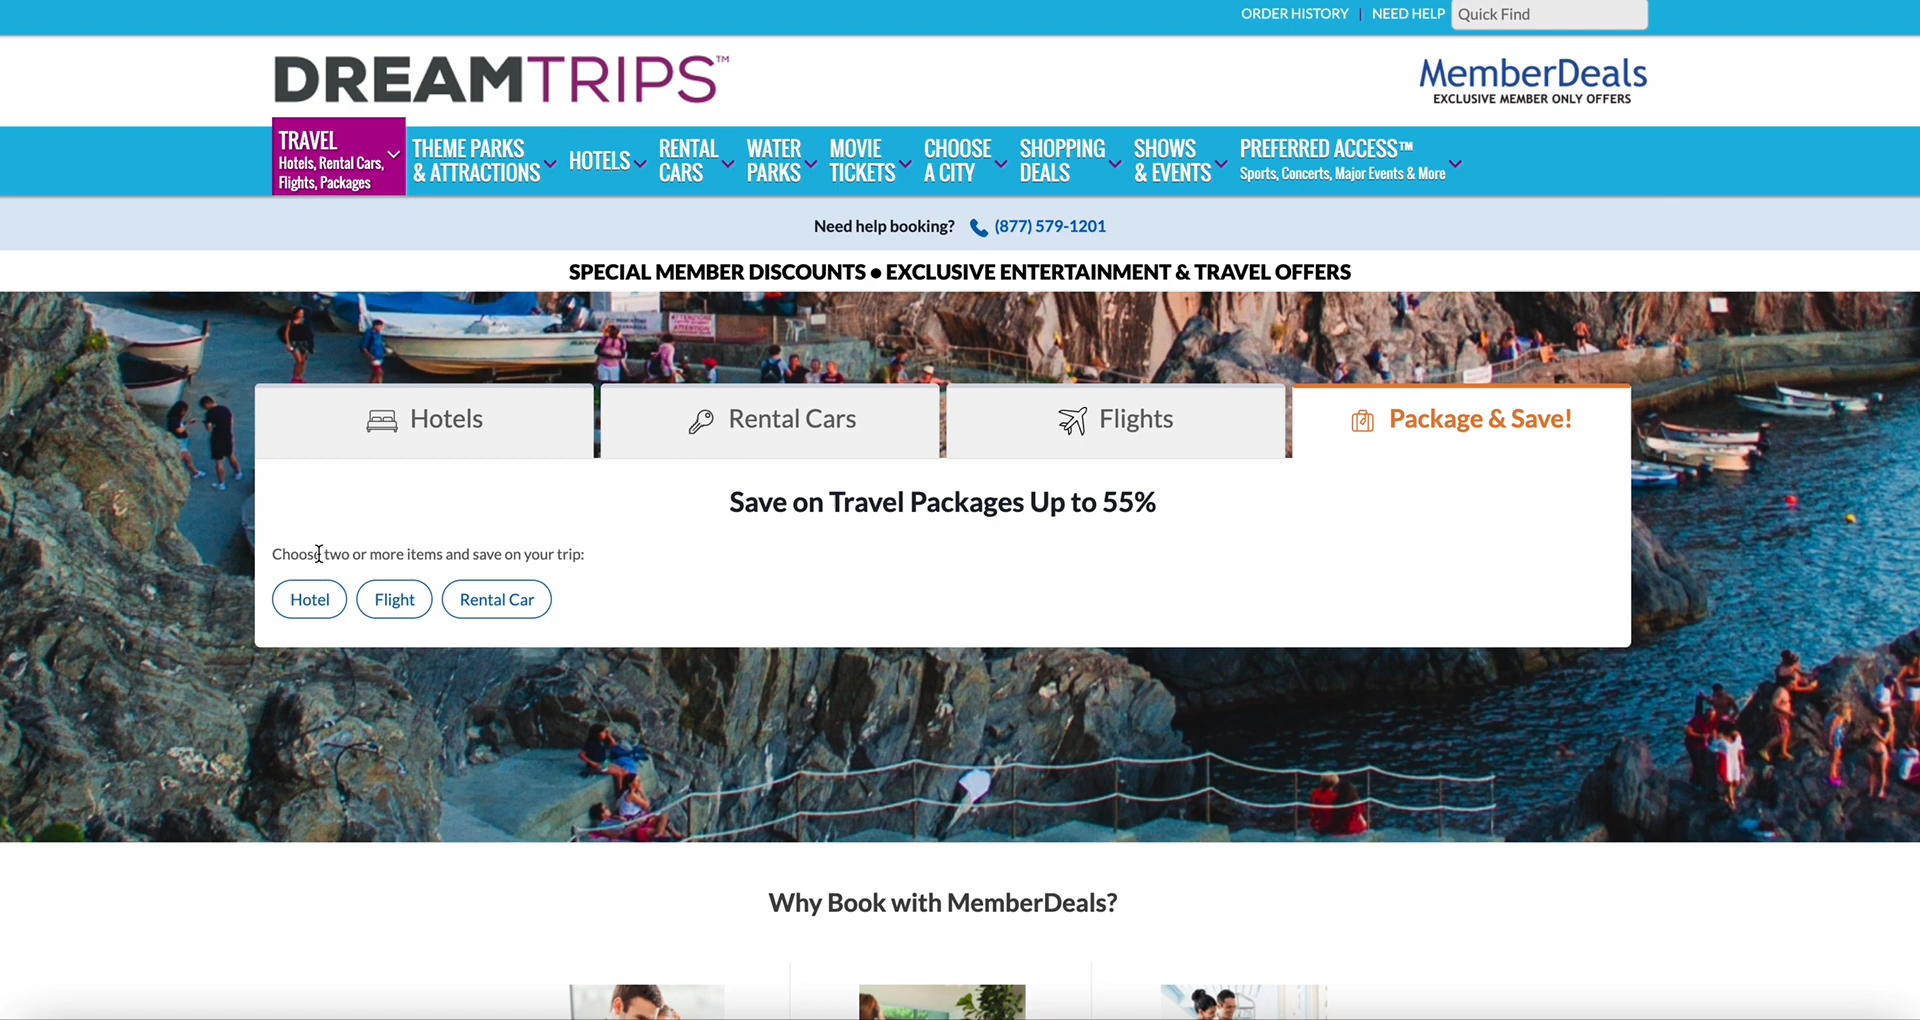 ORDER HISTORY | NEED HELP Quick Find
DREAMTRIPS™
MemberDeals
EXCLUSIVE MEMBER ONLY OFFERS
TRAVEL
Hotels, Rental Cars,
Flights, Packages
THEME PARKS
& ATTRACTIONS
HOTELS
RENTAL
CARS
WATER
PARKS
MOVIE
TICKETS
CHOOSE
A CITY
SHOPPING
DEALS
SHOWS
& EVENTS
PREFERRED ACCESS™
Sports, Concerts, Major Events & More
Need help booking? (877) 579-1201
SPECIAL MEMBER DISCOUNTS ● EXCLUSIVE ENTERTAINMENT & TRAVEL OFFERS
ATTENZIONE
ATTENTION
Hotels
Rental Cars
Flights
Package & Save!
Save on Travel Packages Up to 55%
Choose two or more items and save on your trip:
Hotel
Flight
Rental Car
Why Book with MemberDeals?